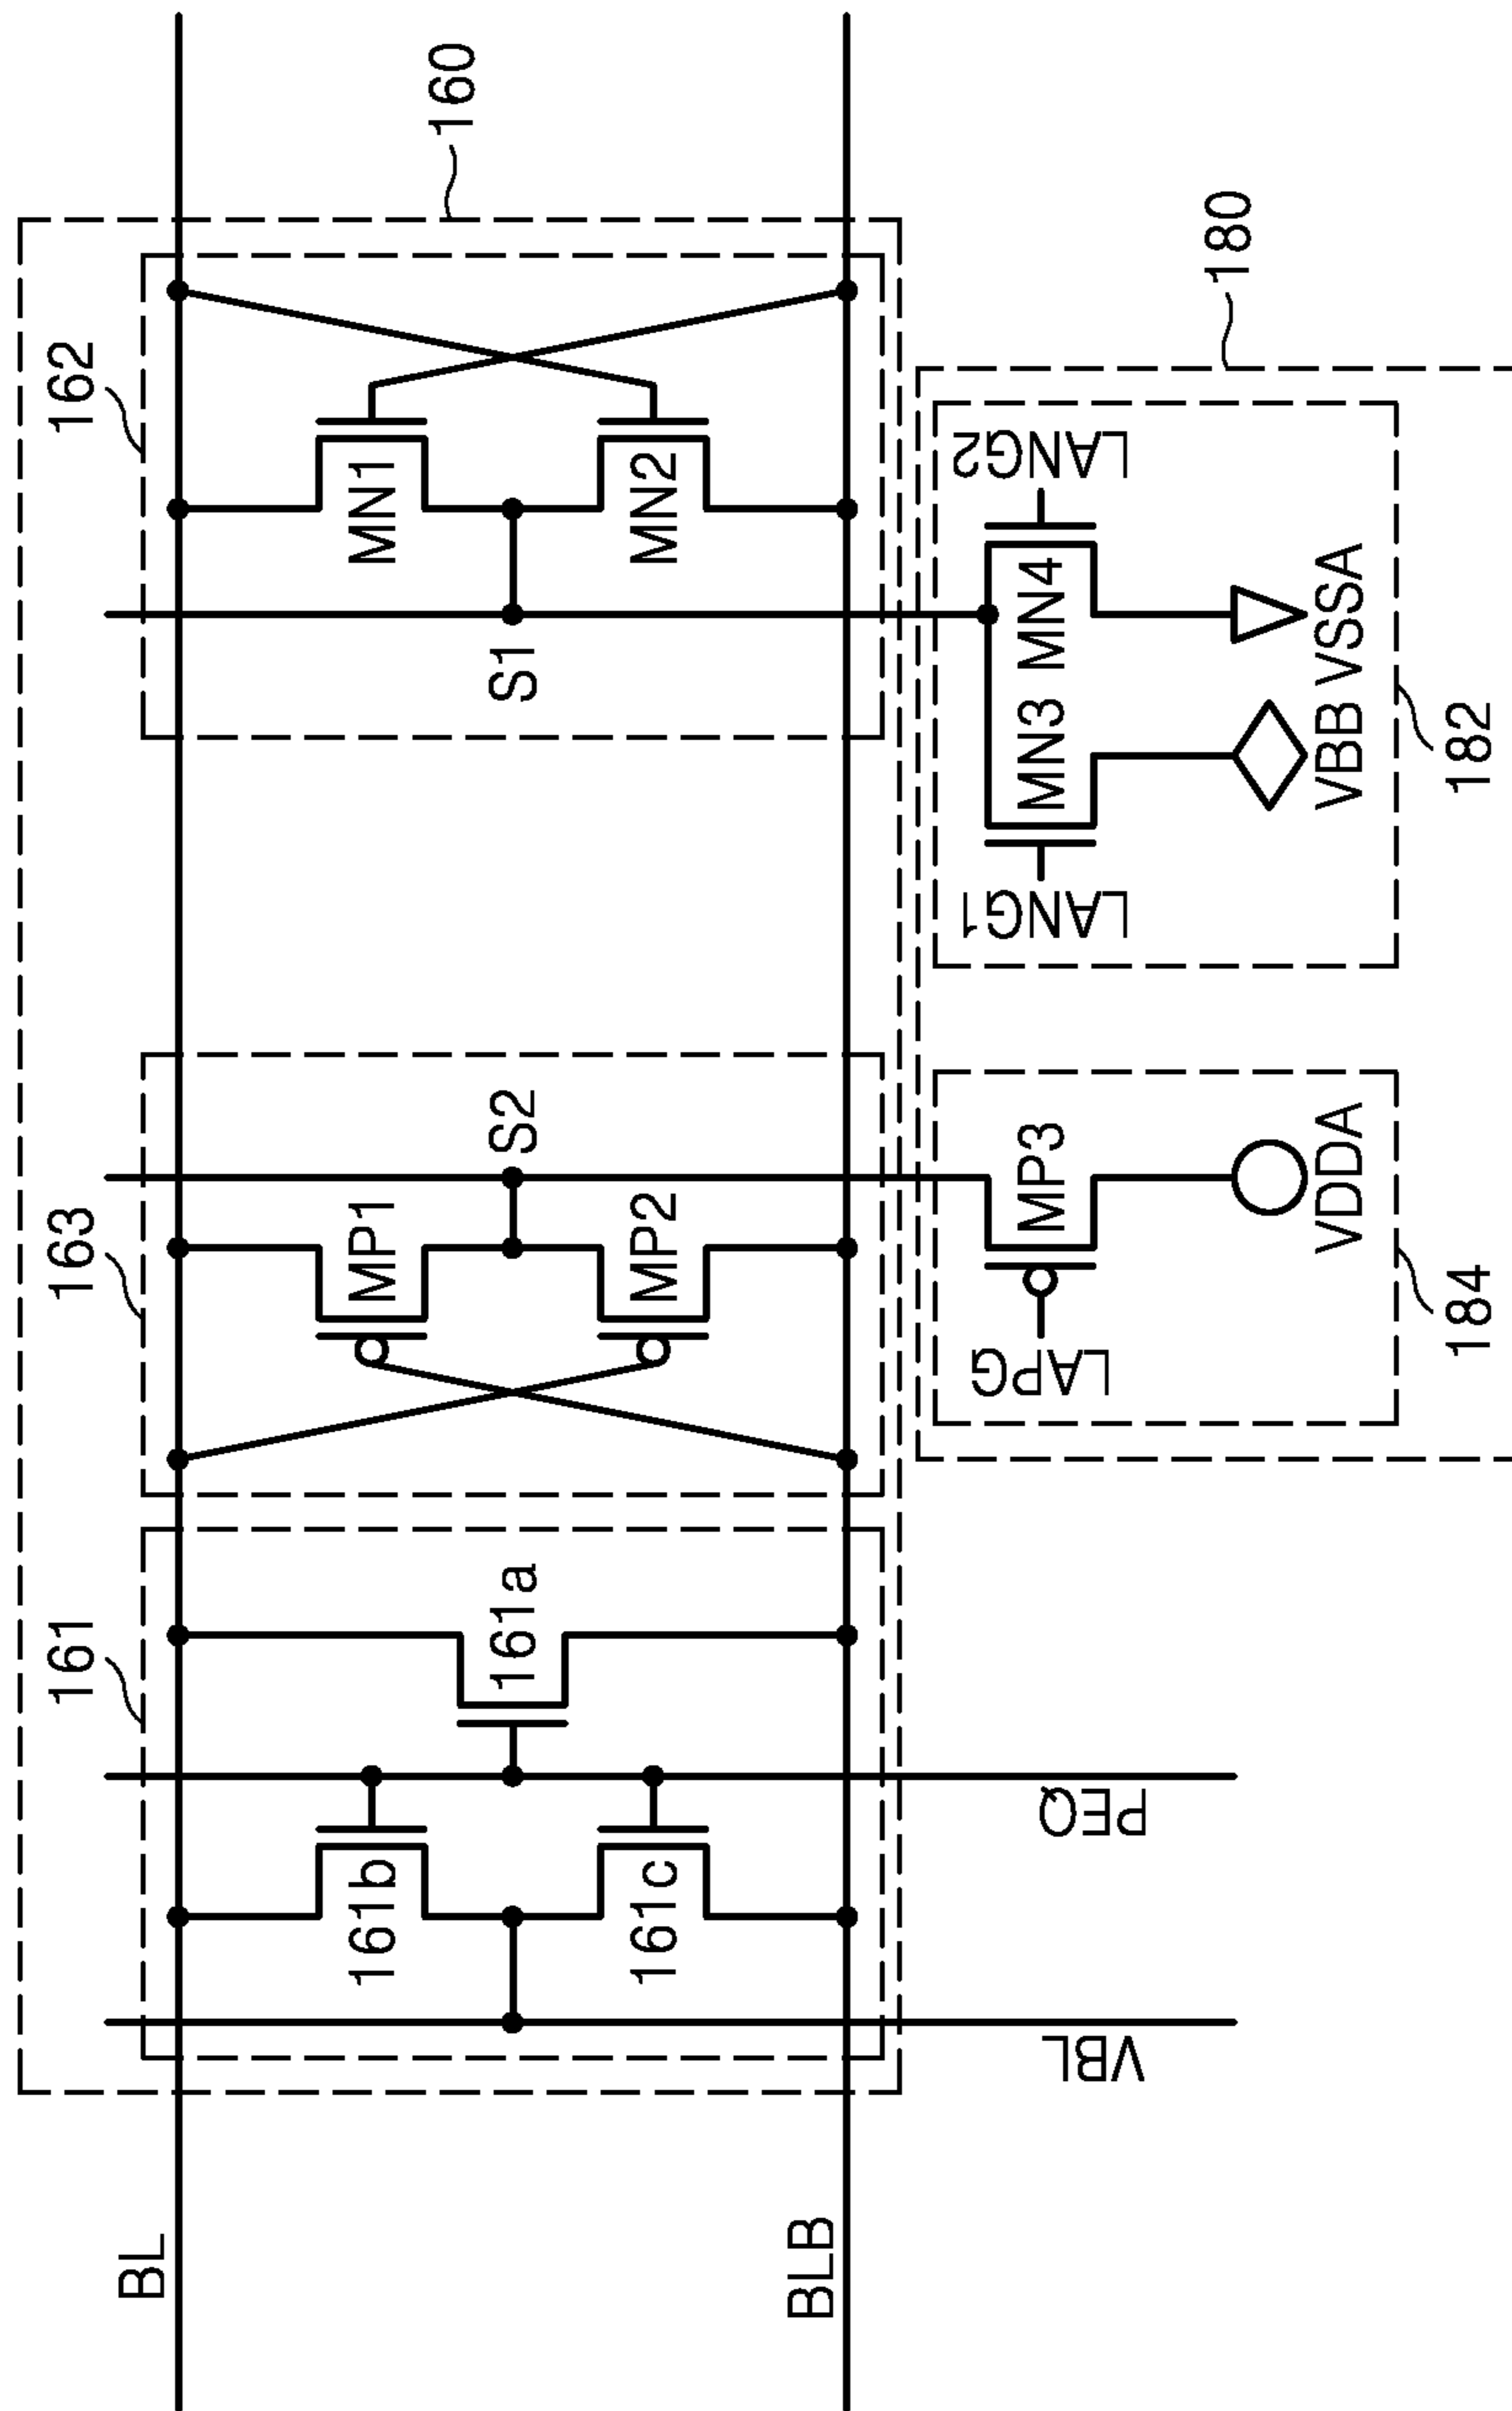 160
161
163
162
BL
161b
161a
MP1
MN1
S2
S1
161c
MP2
MN2
BLB
180
VBL
PEQ
LAPG
MP3
LANG1
MN3
MN4
LANG2
VDDA
VBB
VSSA
184
182